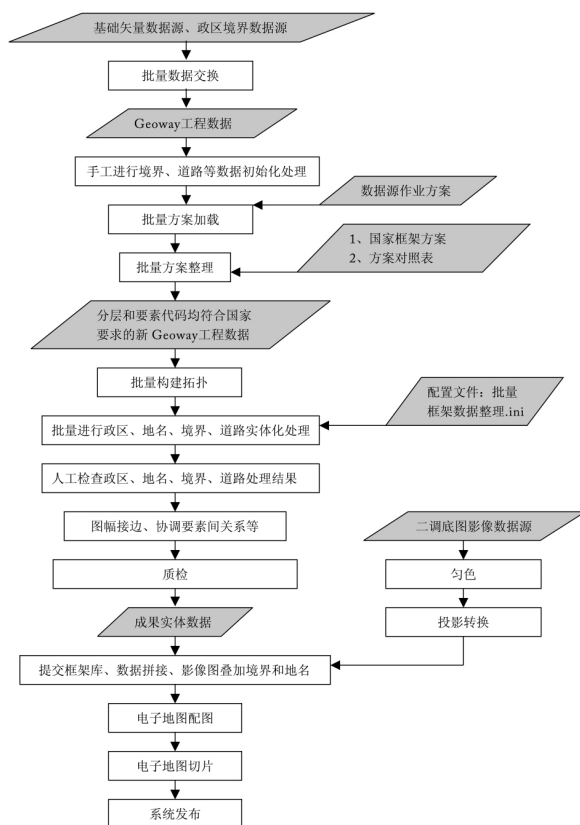 基础矢量数据源、政区境界数据源
批量数据交换
Geoway工程数据
手工进行境界、道路等数据初始化处理
数据源作业方案
批量方案加载
1、国家框架方案
2、方案对照表
批量方案整理
分层和要素代码均符合国家
要求的新 Geoway工程数据
批量构建拓扑
配置文件：批量
框架数据整理.ini
批量进行政区、地名、境界、道路实体化处理
人工检查政区、地名、境界、道路处理结果
图幅接边、协调要素间关系等
二调底图影像数据源
质检
匀色
成果实体数据
投影转换
提交框架库、数据拼接、影像图叠加境界和地名
电子地图配图
电子地图切片
系统发布